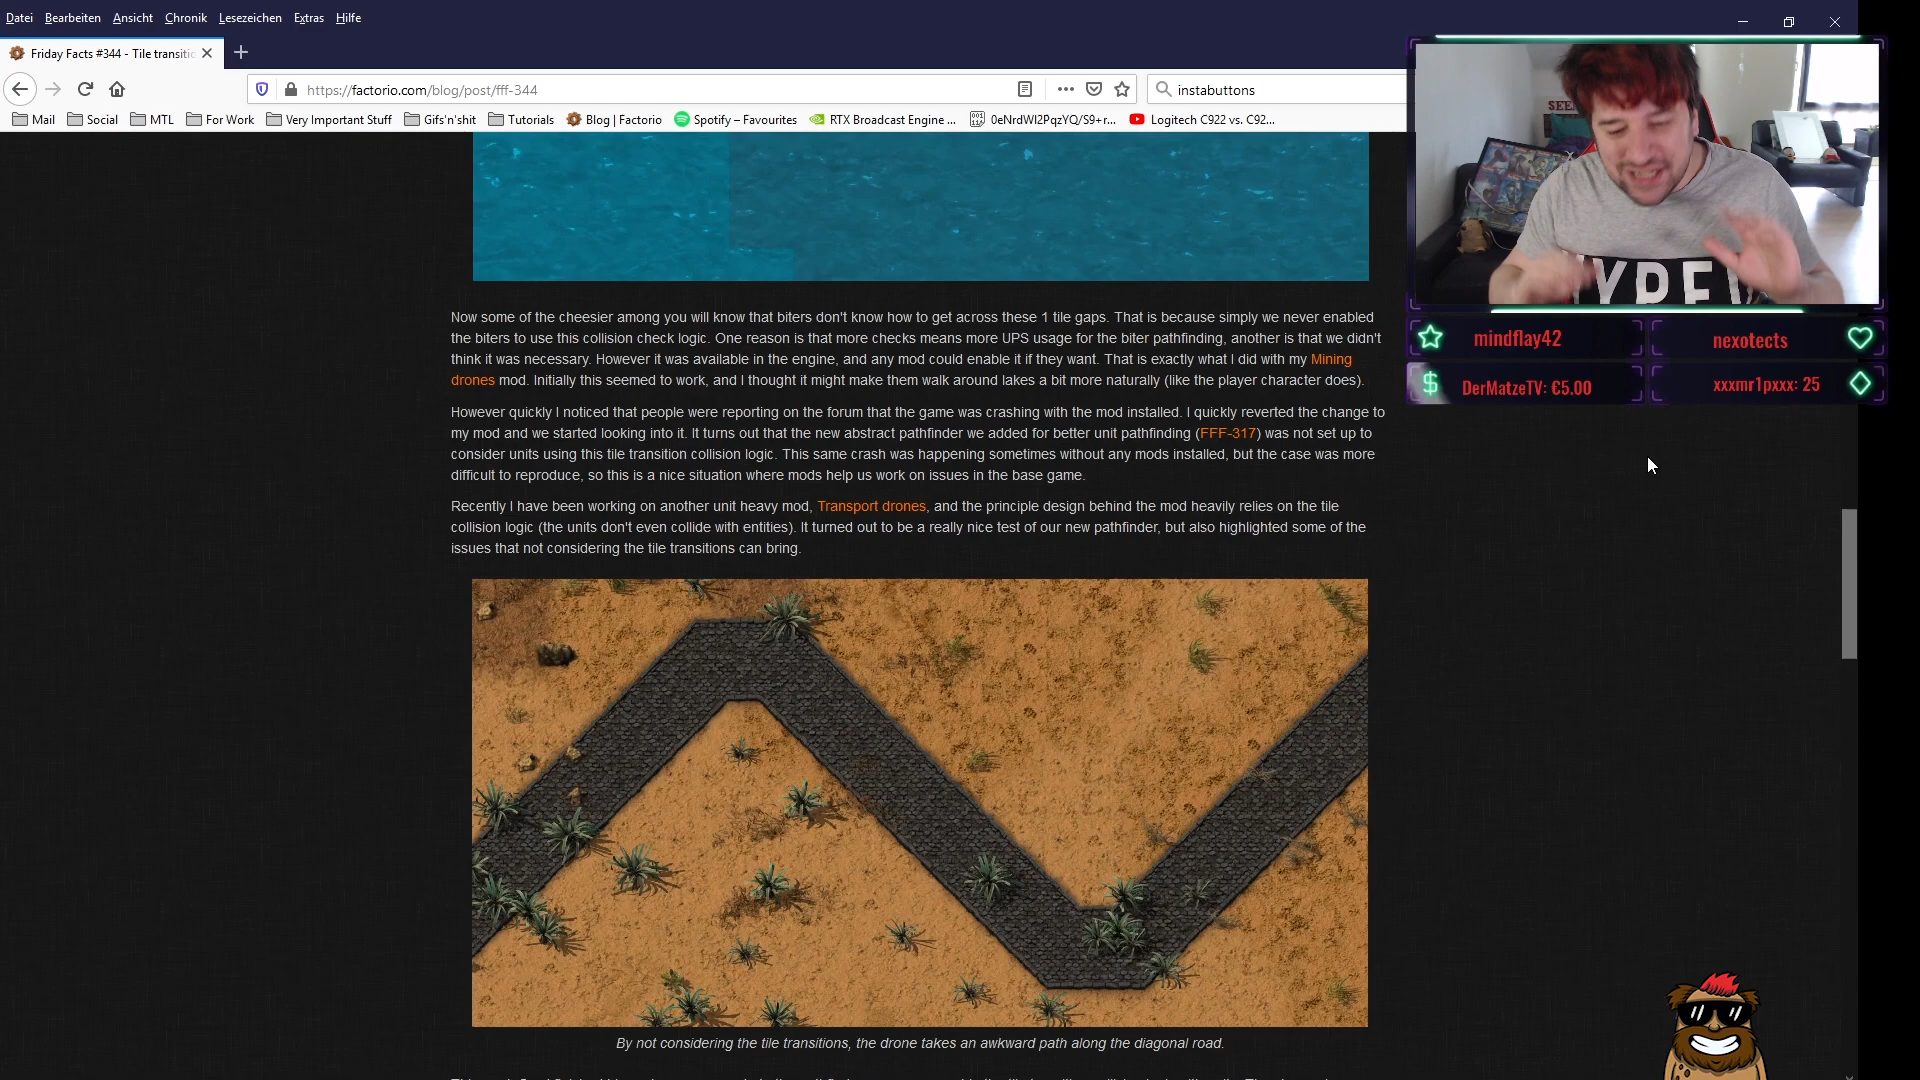 Datei Bearbeiten Ansicht Chronik Lesezeichen Extras Hilfe
Friday Facts #344 - Tile transitio
https://factorio.com/blog/post/fff-344
instabuttons
Mail Social MTL For Work Very Important Stuff Gifs'n'shit Tutorials Blog | Factorio Spotify – Favourites RTX Broadcast Engine ... 0eNrdWl2PqzYQ/S9+r... Logitech C922 vs. C92...
Now some of the cheesier among you will know that biters don't know how to get across these 1 tile gaps. That is because simply we never enabled
the biters to use this collision check logic. One reason is that more checks means more UPS usage for the biter pathfinding, another is that we didn't
think it was necessary. However it was available in the engine, and any mod could enable it if they want. That is exactly what I did with my Mining
drones mod. Initially this seemed to work, and I thought it might make them walk around lakes a bit more naturally (like the player character does).
However quickly I noticed that people were reporting on the forum that the game was crashing with the mod installed. I quickly reverted the change to
my mod and we started looking into it. It turns out that the new abstract pathfinder we added for better unit pathfinding (FFF-317) was not set up to
consider units using this tile transition collision logic. This same crash was happening sometimes without any mods installed, but the case was more
difficult to reproduce, so this is a nice situation where mods help us work on issues in the base game.
Recently I have been working on another unit heavy mod, Transport drones, and the principle design behind the mod heavily relies on the tile
collision logic (the units don't even collide with entities). It turned out to be a really nice test of our new pathfinder, but also highlighted some of the
issues that not considering the tile transitions can bring.
By not considering the tile transitions, the drone takes an awkward path along the diagonal road.
SEE
mindflay42
nexotects
DerMatzeTV: €5.00
xxxmr1pxxx: 25